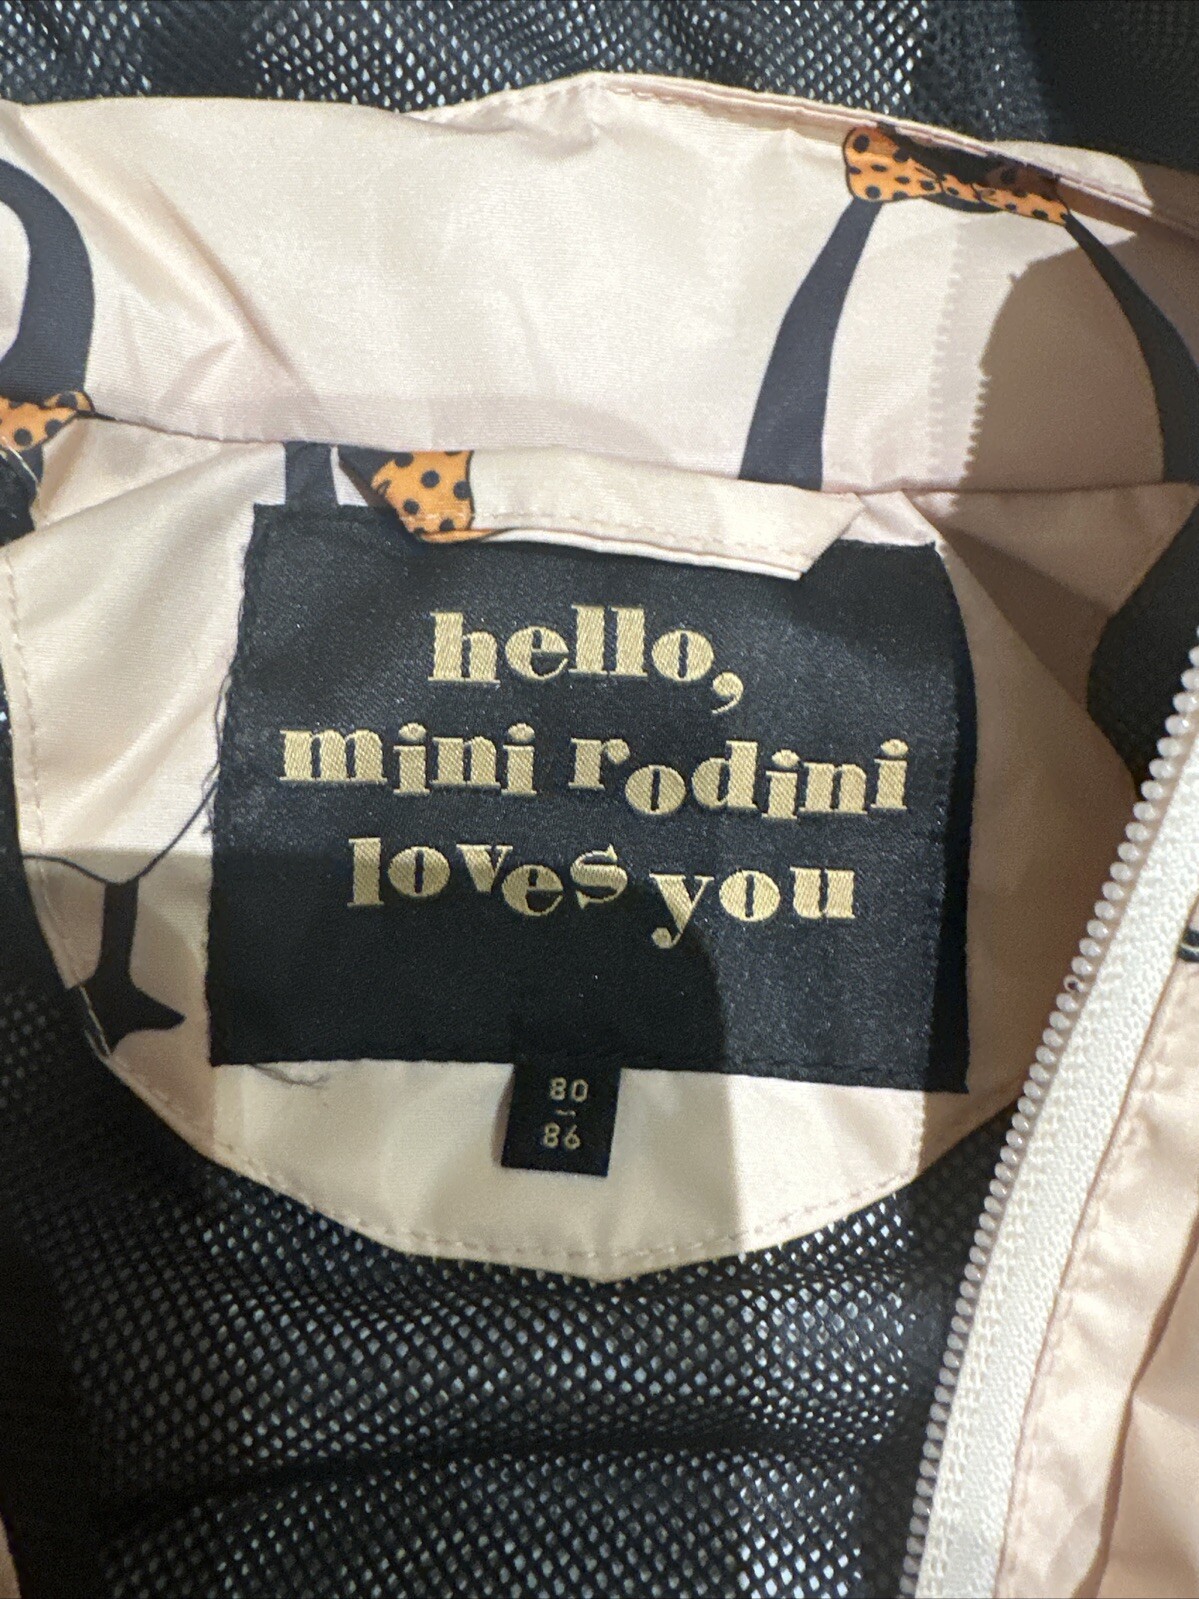 hello,
mini rodini
loves you
80
–
86